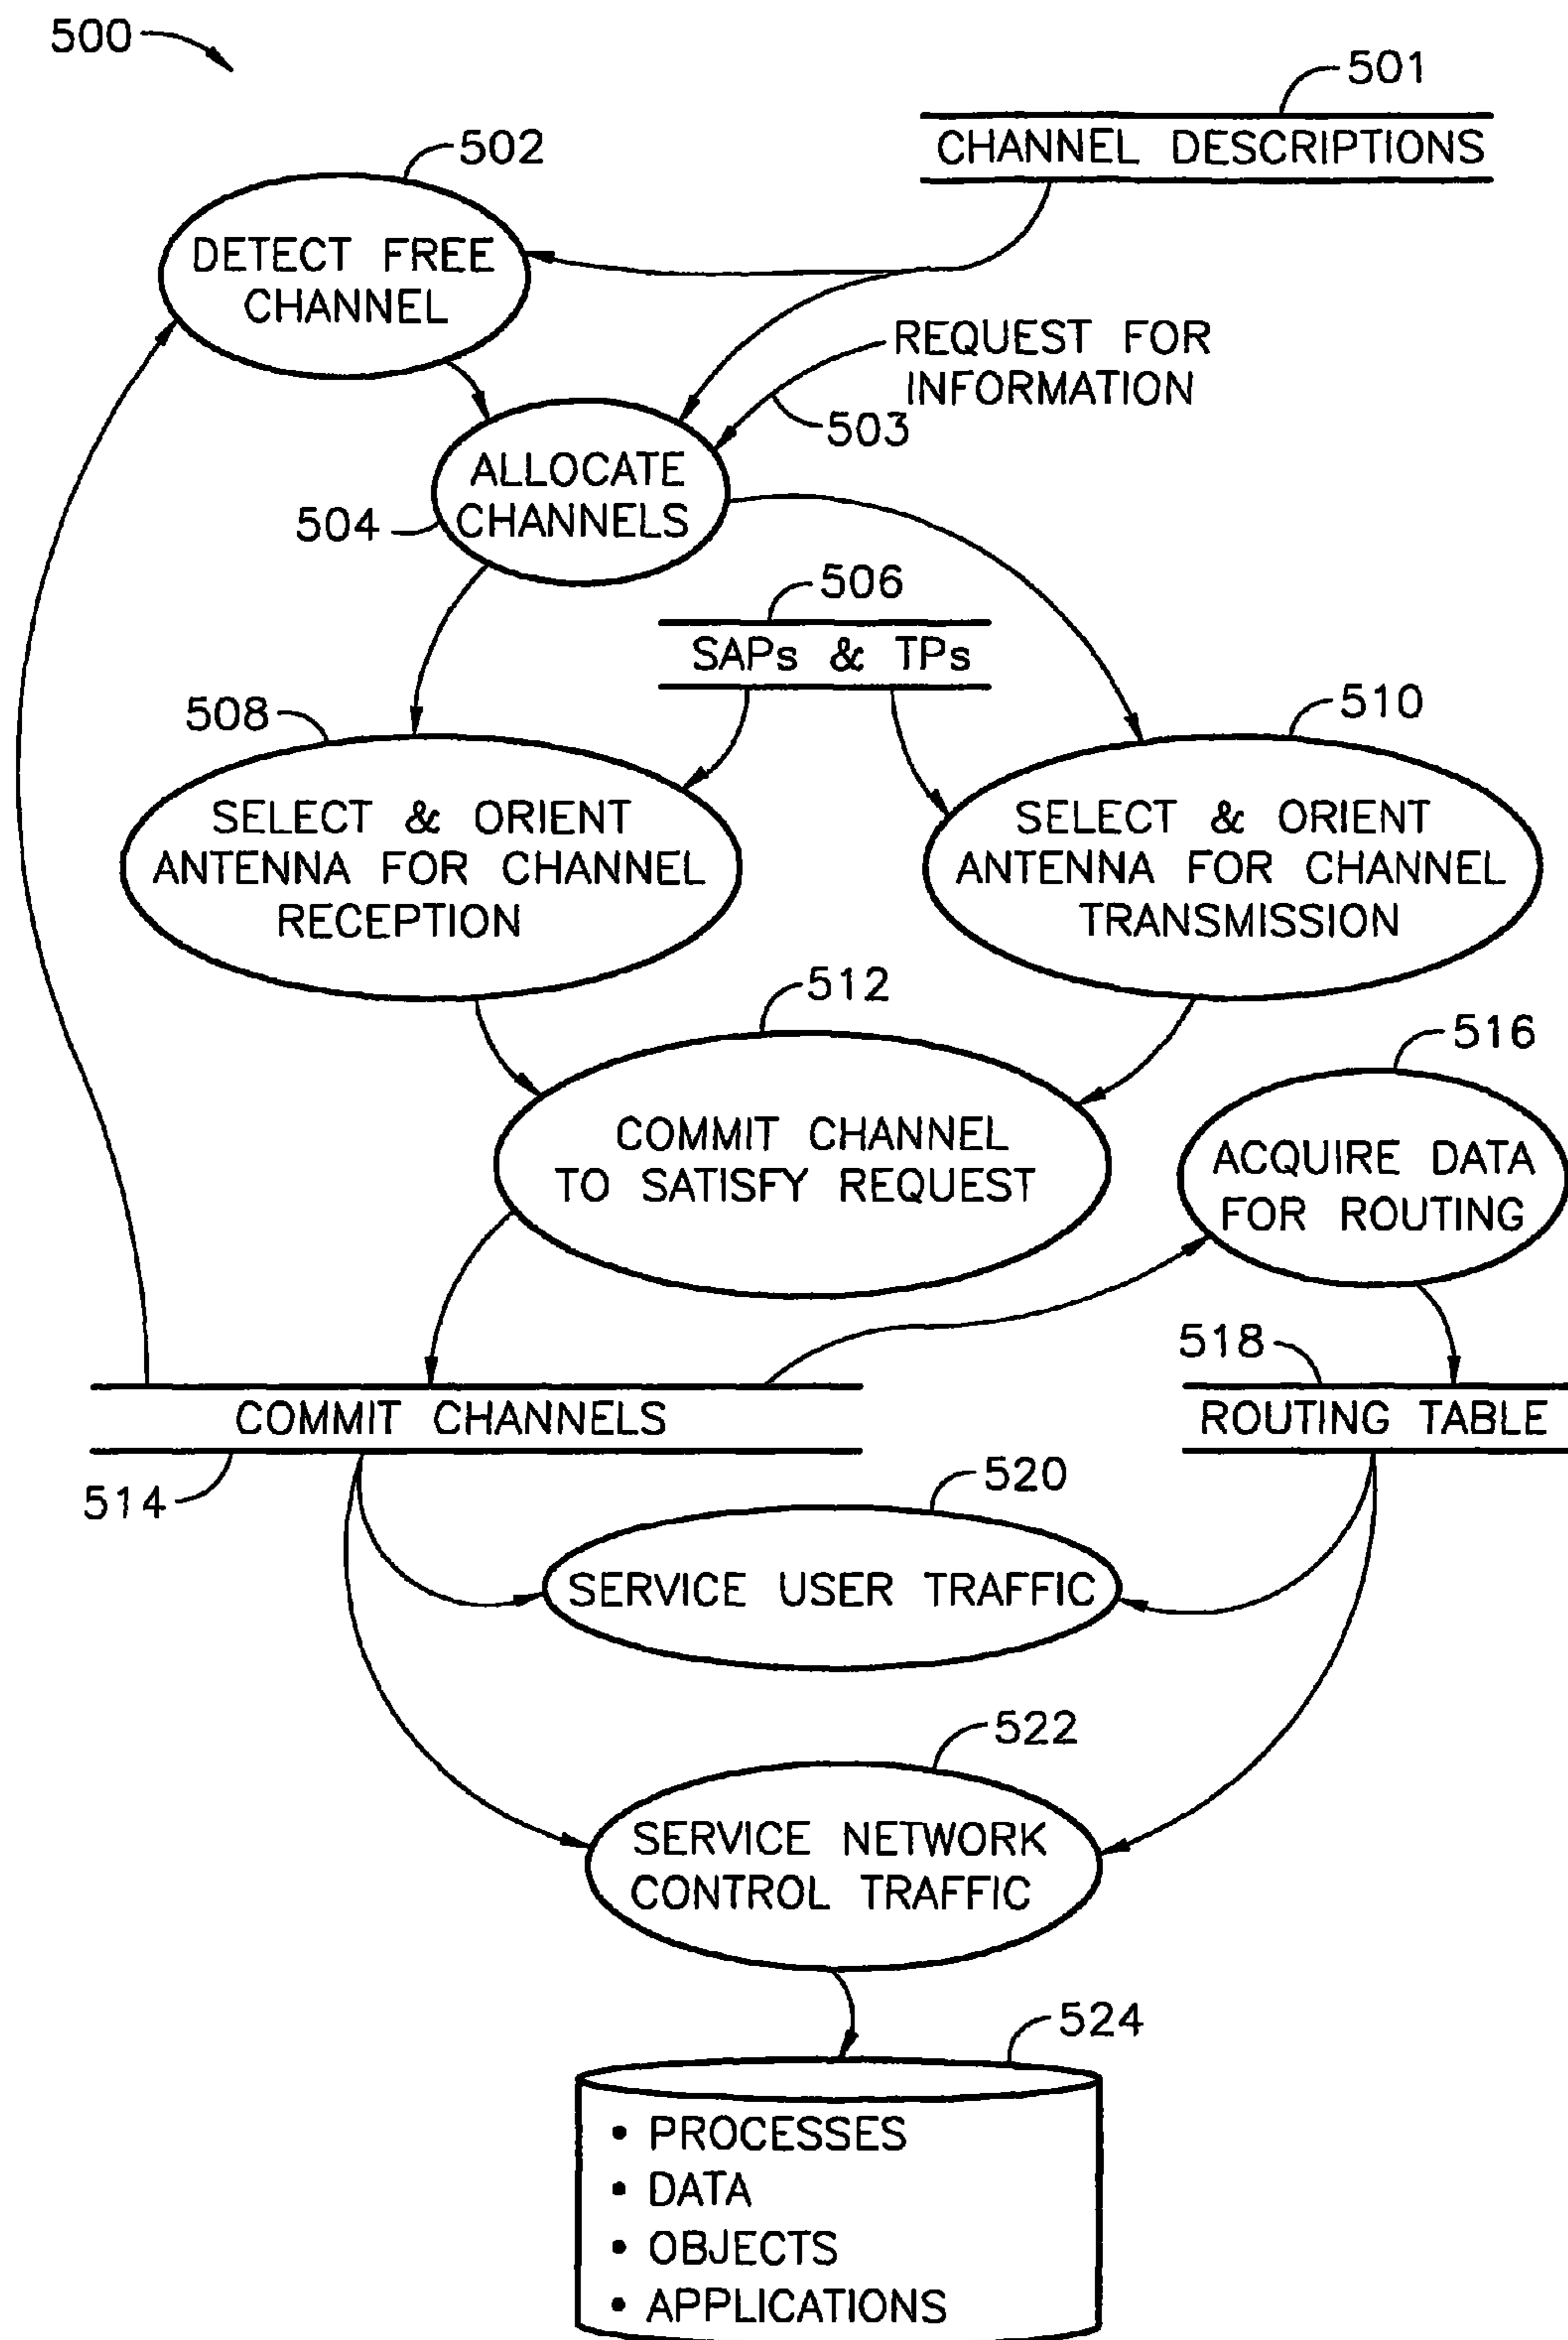 500
501
CHANNEL DESCRIPTIONS
502
DETECT FREE
CHANNEL
REQUEST FOR
INFORMATION
503
ALLOCATE
CHANNELS
504
506
SAPs & TPs
508
510
SELECT & ORIENT
ANTENNA FOR CHANNEL
RECEPTION
SELECT & ORIENT
ANTENNA FOR CHANNEL
TRANSMISSION
512
516
COMMIT CHANNEL
TO SATISFY REQUEST
ACQUIRE DATA
FOR ROUTING
518
COMMIT CHANNELS
ROUTING TABLE
514
520
SERVICE USER TRAFFIC
522
SERVICE NETWORK
CONTROL TRAFFIC
524
• PROCESSES
• DATA
• OBJECTS
• APPLICATIONS